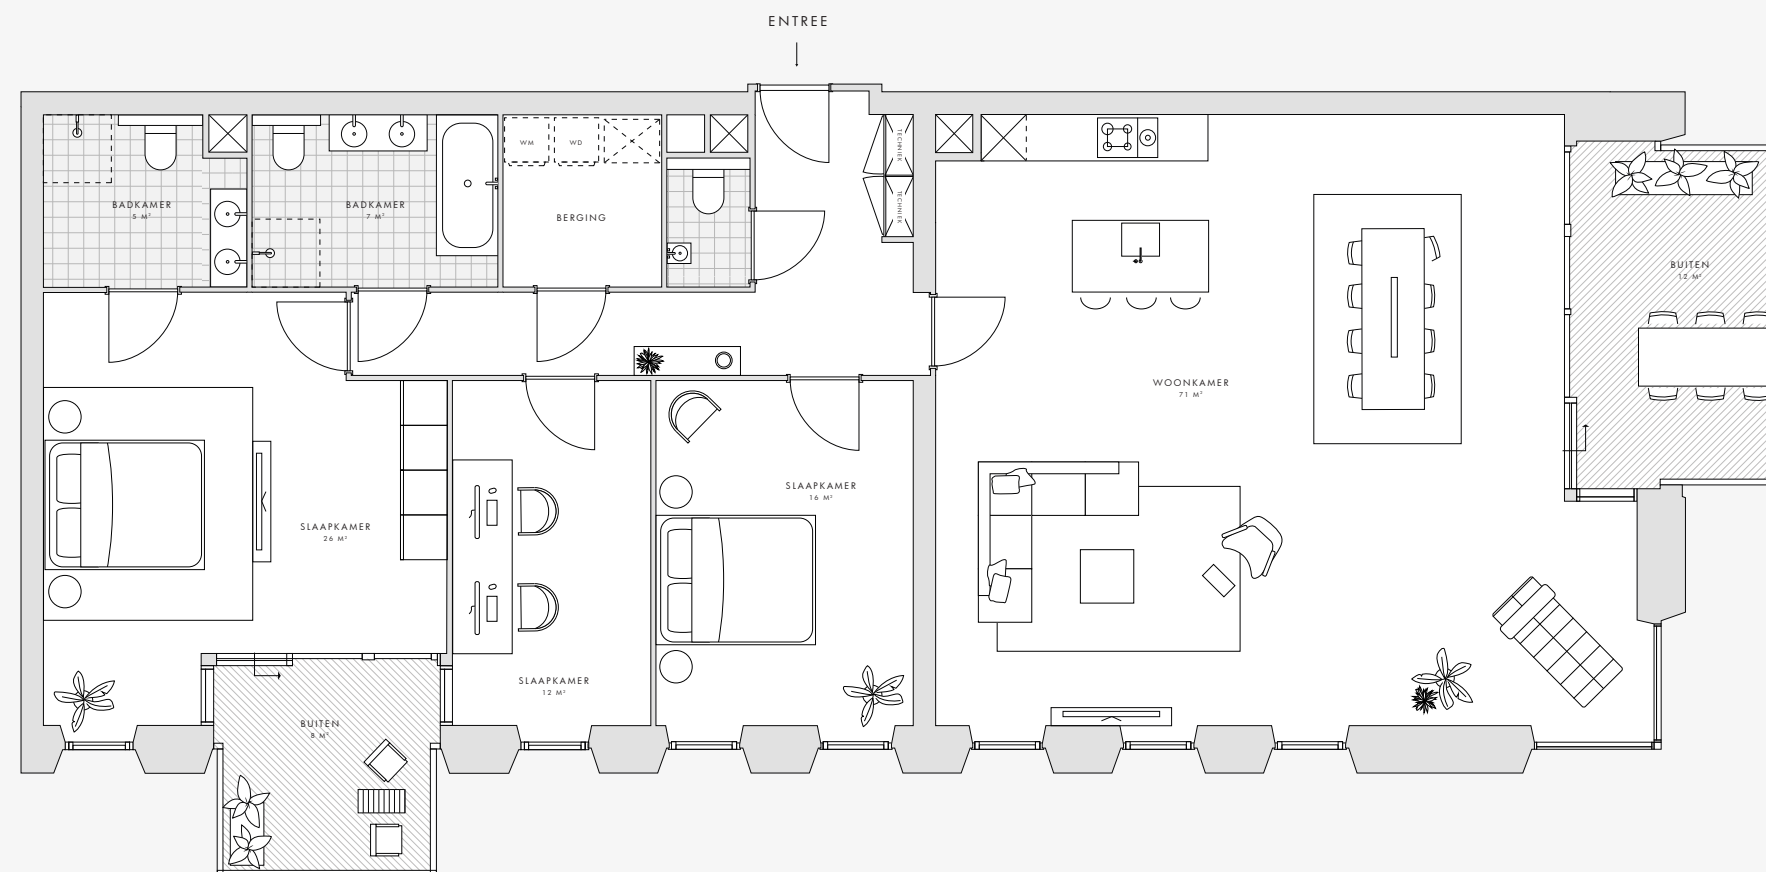 ENTREE
TECHNIEK
TECHNIEK
WM
WD
BADKAMER
5 M²
BADKAMER
7 M²
BERGING
BUITEN
12 M²
WOONKAMER
71 M²
SLAAPKAMER
16 M²
SLAAPKAMER
26 M²
SLAAPKAMER
12 M²
BUITEN
8 M²